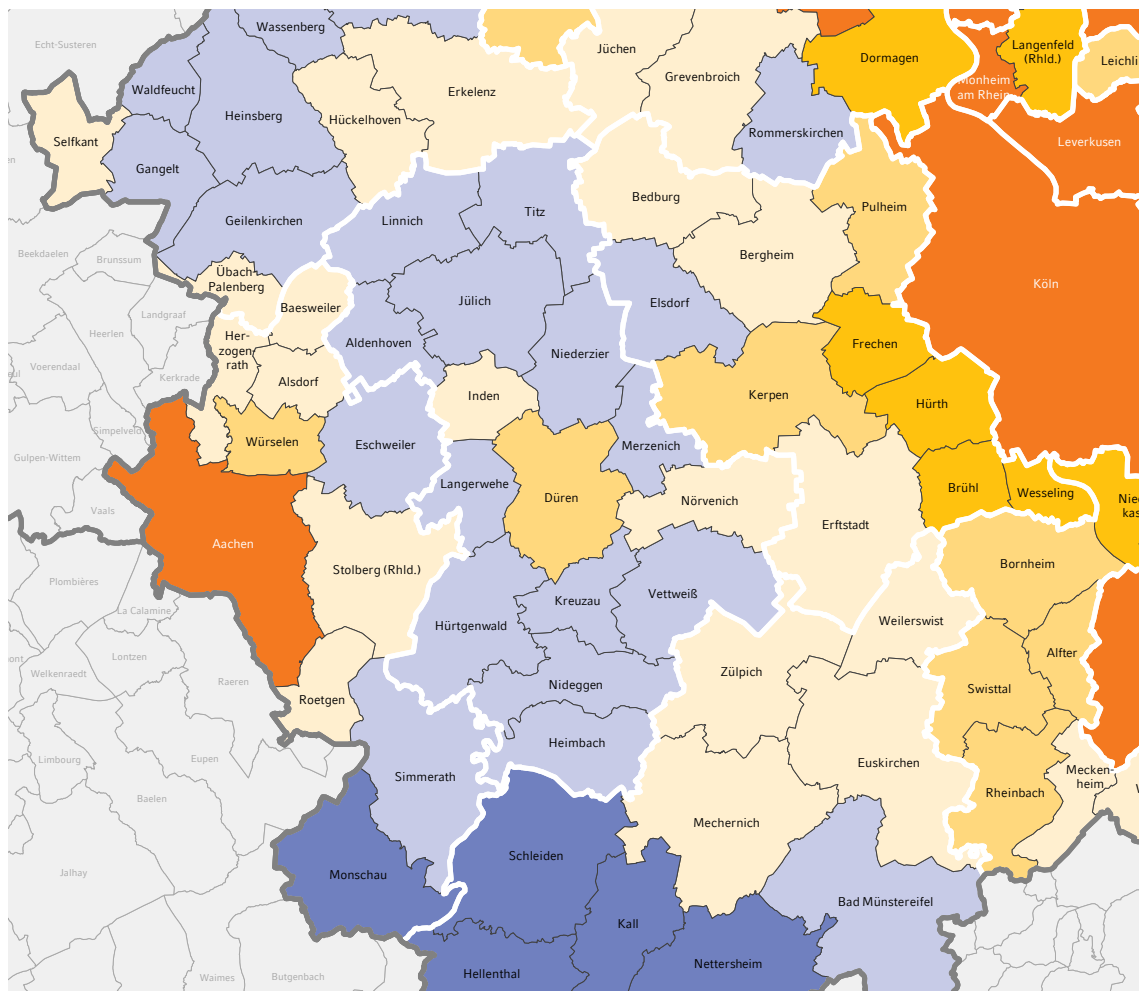 Wassenberg
Echt-Susteren
Jüchen
Langenfeld
(Rhld.)
Dormagen
Leichli
Grevenbroich
Monheim
am Rhein
Waldfeucht
Erkelenz
Heinsberg
Hückelhoven
Rommerskirchen
Selfkant
Leverkusen
Gangelt
Bedburg
Pulheim
Titz
Linnich
Geilenkirchen
Beekdaelen
Brunssum
Bergheim
Übach-
Palenberg
Köln
Jülich
Elsdorf
Baesweiler
Landgraaf
Heerlen
Her-
zogen-
rath
Aldenhoven
Frechen
Niederzier
Voerendaal
Kerkrade
Alsdorf
Inden
Kerpen
Hürth
Simpelveld
Würselen
Eschweiler
Merzenich
Gulpen-Wittem
Langerwehe
Brühl
Wesseling
Düren
Nörvenich
Nied
kas
Vaals
Erftstadt
Aachen
Bornheim
Stolberg (Rhld.)
Plombières
Kreuzau
Vettweiß
La Calamine
Weilerswist
Hürtgenwald
Lontzen
Alfter
Welkenraedt
Zülpich
Raeren
Nideggen
Swisttal
Roetgen
Heimbach
Limbourg
Eupen
Euskirchen
Simmerath
Mecken-
heim
Baelen
Rheinbach
Mechernich
Schleiden
Jalhay
Monschau
Bad Münstereifel
Kall
Nettersheim
Hellenthal
Waimes
Butgenbach